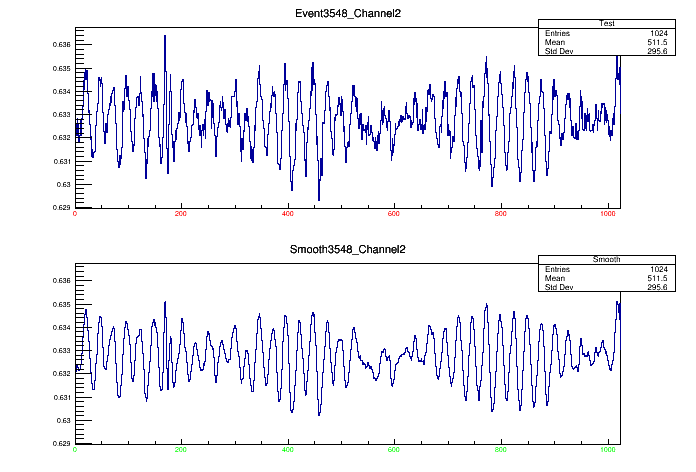 Event3548_Channel2
Test
Entries 1024
Mean 511.5
Std Dev 295.6
0.636
0.635
0.634
0.633
0.632
0.631
0.63
0.629
0 200 400 600 800 1000
Smooth3548_Channel2
Smooth
Entries 1024
Mean 511.5
Std Dev 295.6
0.636
0.635
0.634
0.633
0.632
0.631
0.63
0.629
0 200 400 600 800 1000